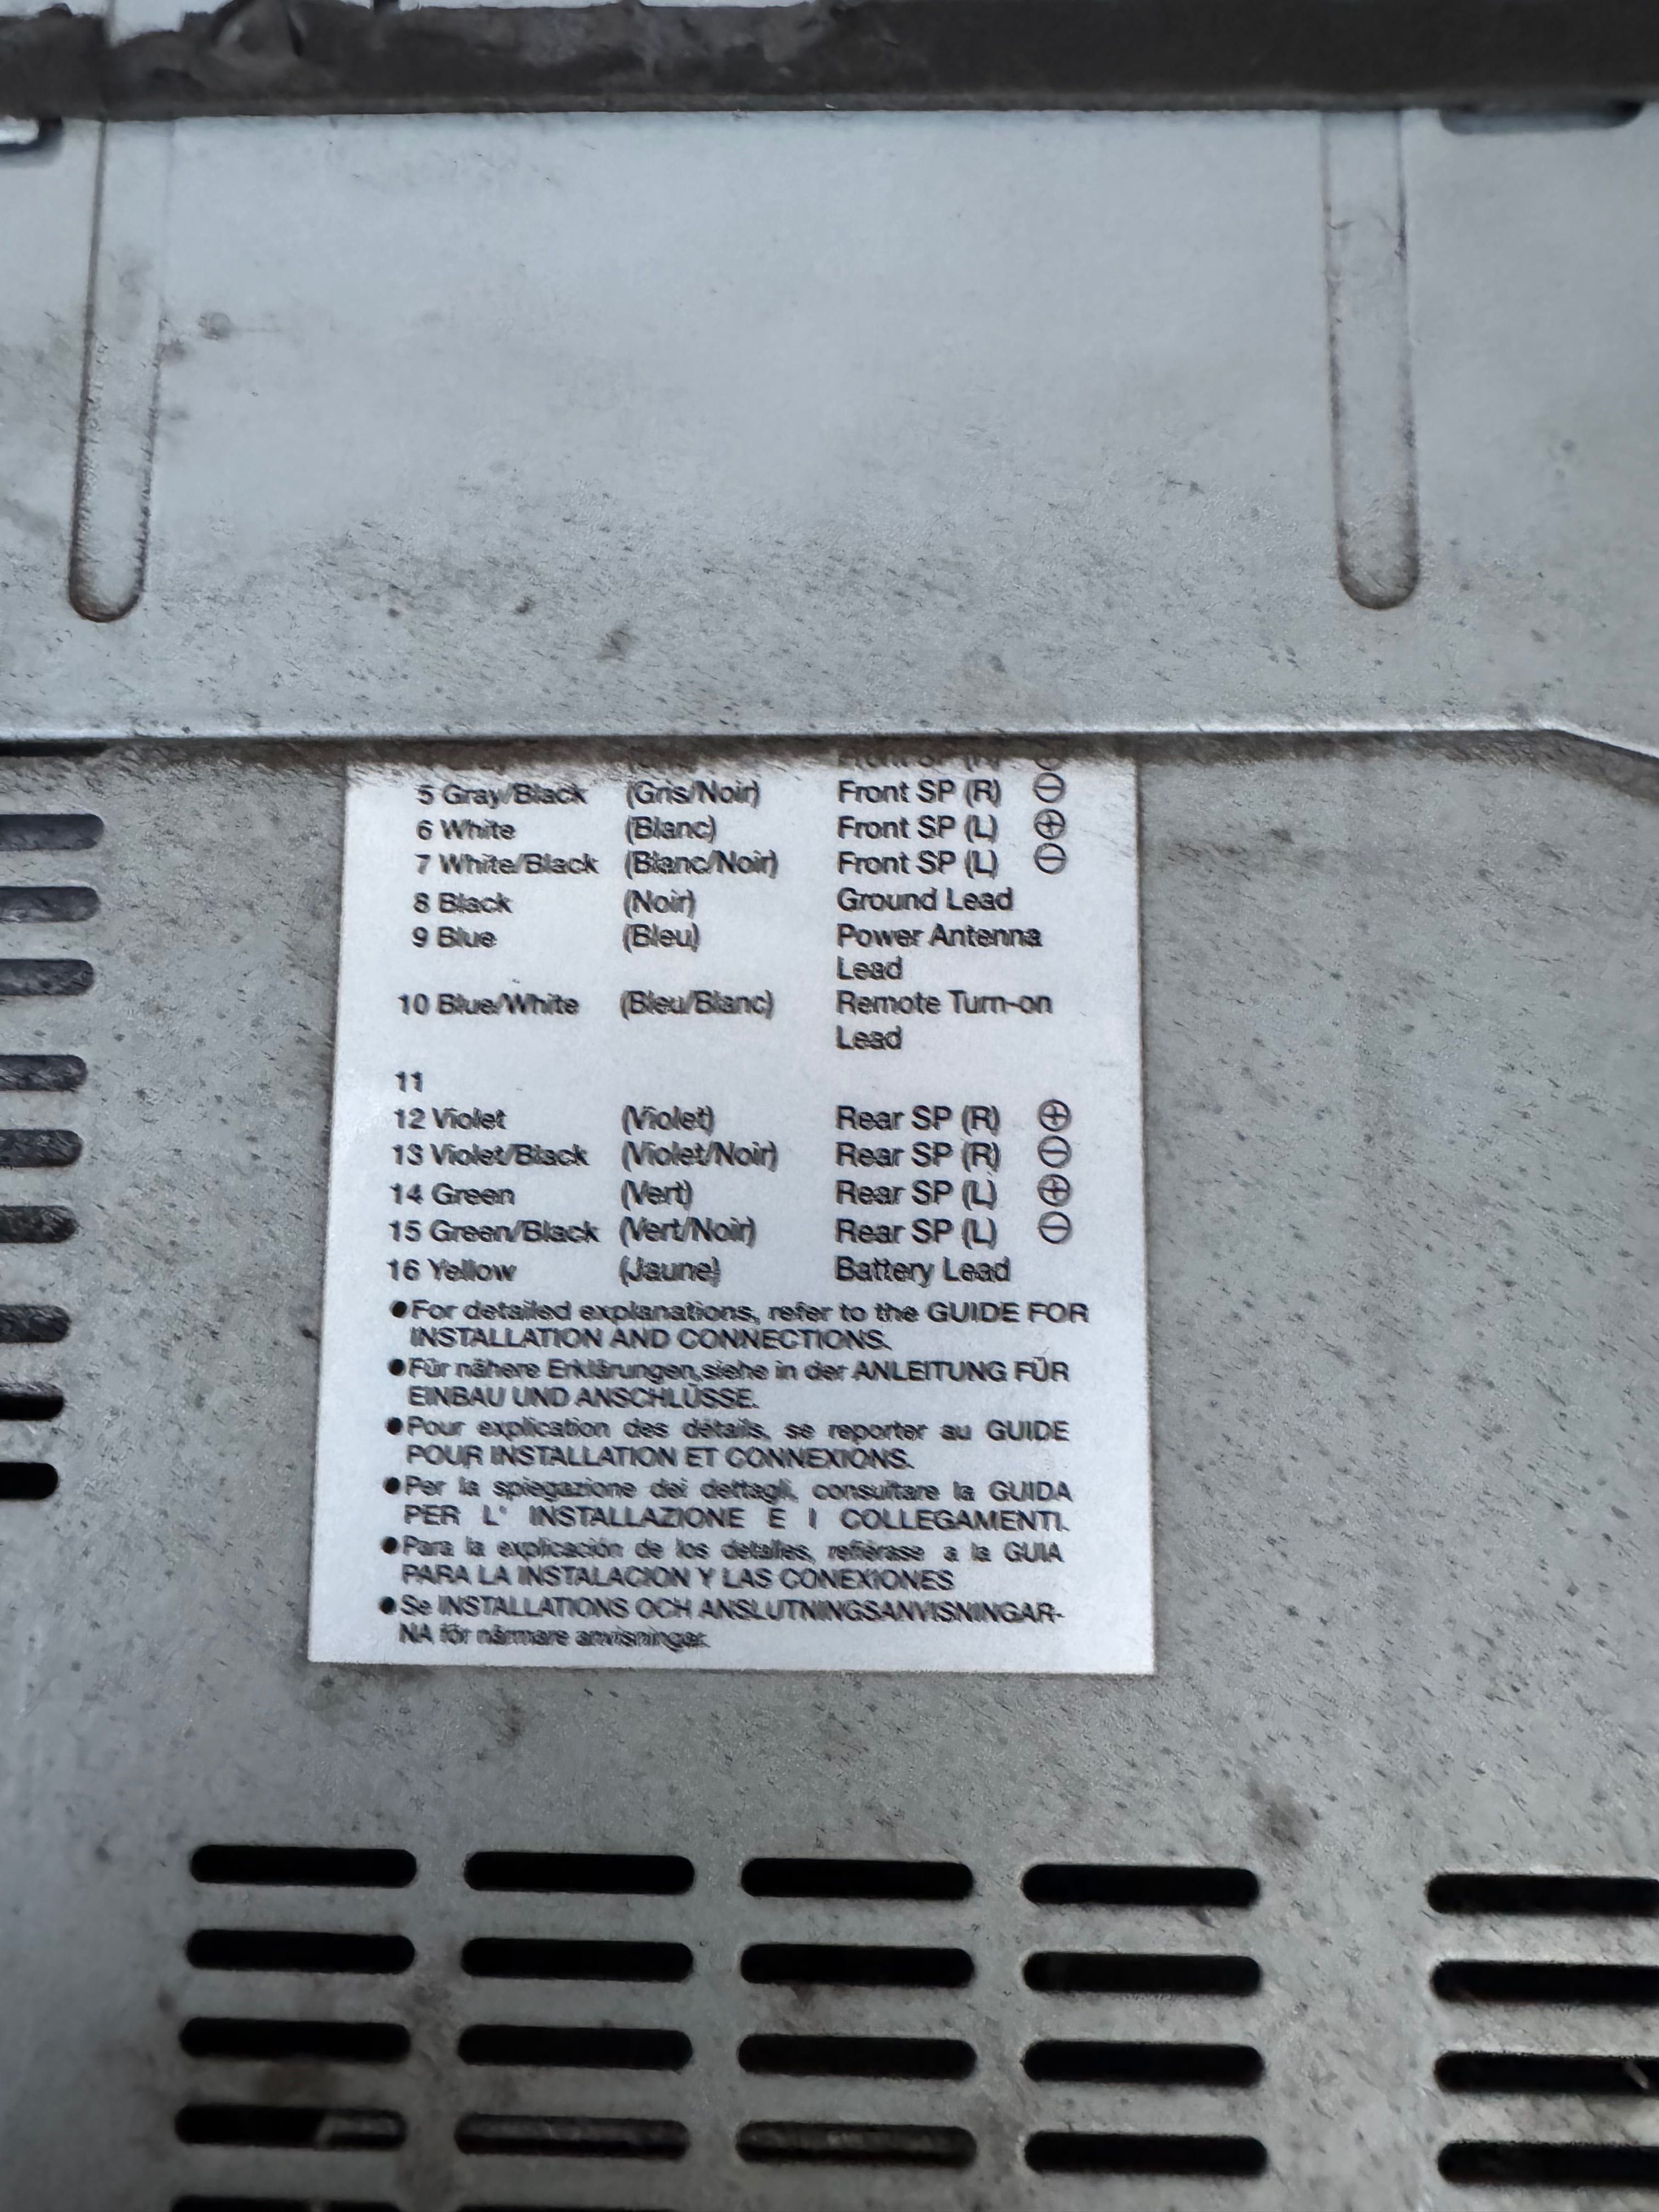 Front SP (R)
5 Gray/Black (Gris/Noir) Front SP (R) ⊖
6 White (Blanc) Front SP (L) ⊕
7 White/Black (Blanc/Noir) Front SP (L) ⊖
8 Black (Noir) Ground Lead
9 Blue (Bleu) Power Antenna
Lead
10 Blue/White (Bleu/Blanc) Remote Turn-on
Lead
11
12 Violet (Violet) Rear SP (R) ⊕
13 Violet/Black (Violet/Noir) Rear SP (R) ⊖
14 Green (Vert) Rear SP (L) ⊕
15 Green/Black (Vert/Noir) Rear SP (L) ⊖
16 Yellow (Jaune) Battery Lead
●For detailed explanations, refer to the GUIDE FOR
INSTALLATION AND CONNECTIONS.
●Für nähere Erklärungen,siehe in der ANLEITUNG FÜR
EINBAU UND ANSCHLÜSSE.
●Pour explication des détails, se reporter au GUIDE
POUR INSTALLATION ET CONNEXIONS.
●Per la spiegazione dei dettagli, consultare la GUIDA
PER L' INSTALLAZIONE E I COLLEGAMENTI.
●Para la explicación de los detalles, refiérase a la GUIA
PARA LA INSTALACION Y LAS CONEXIONES
●Se INSTALLATIONS OCH ANSLUTNINGSANVISNINGAR-
NA för närmare anvisningar.